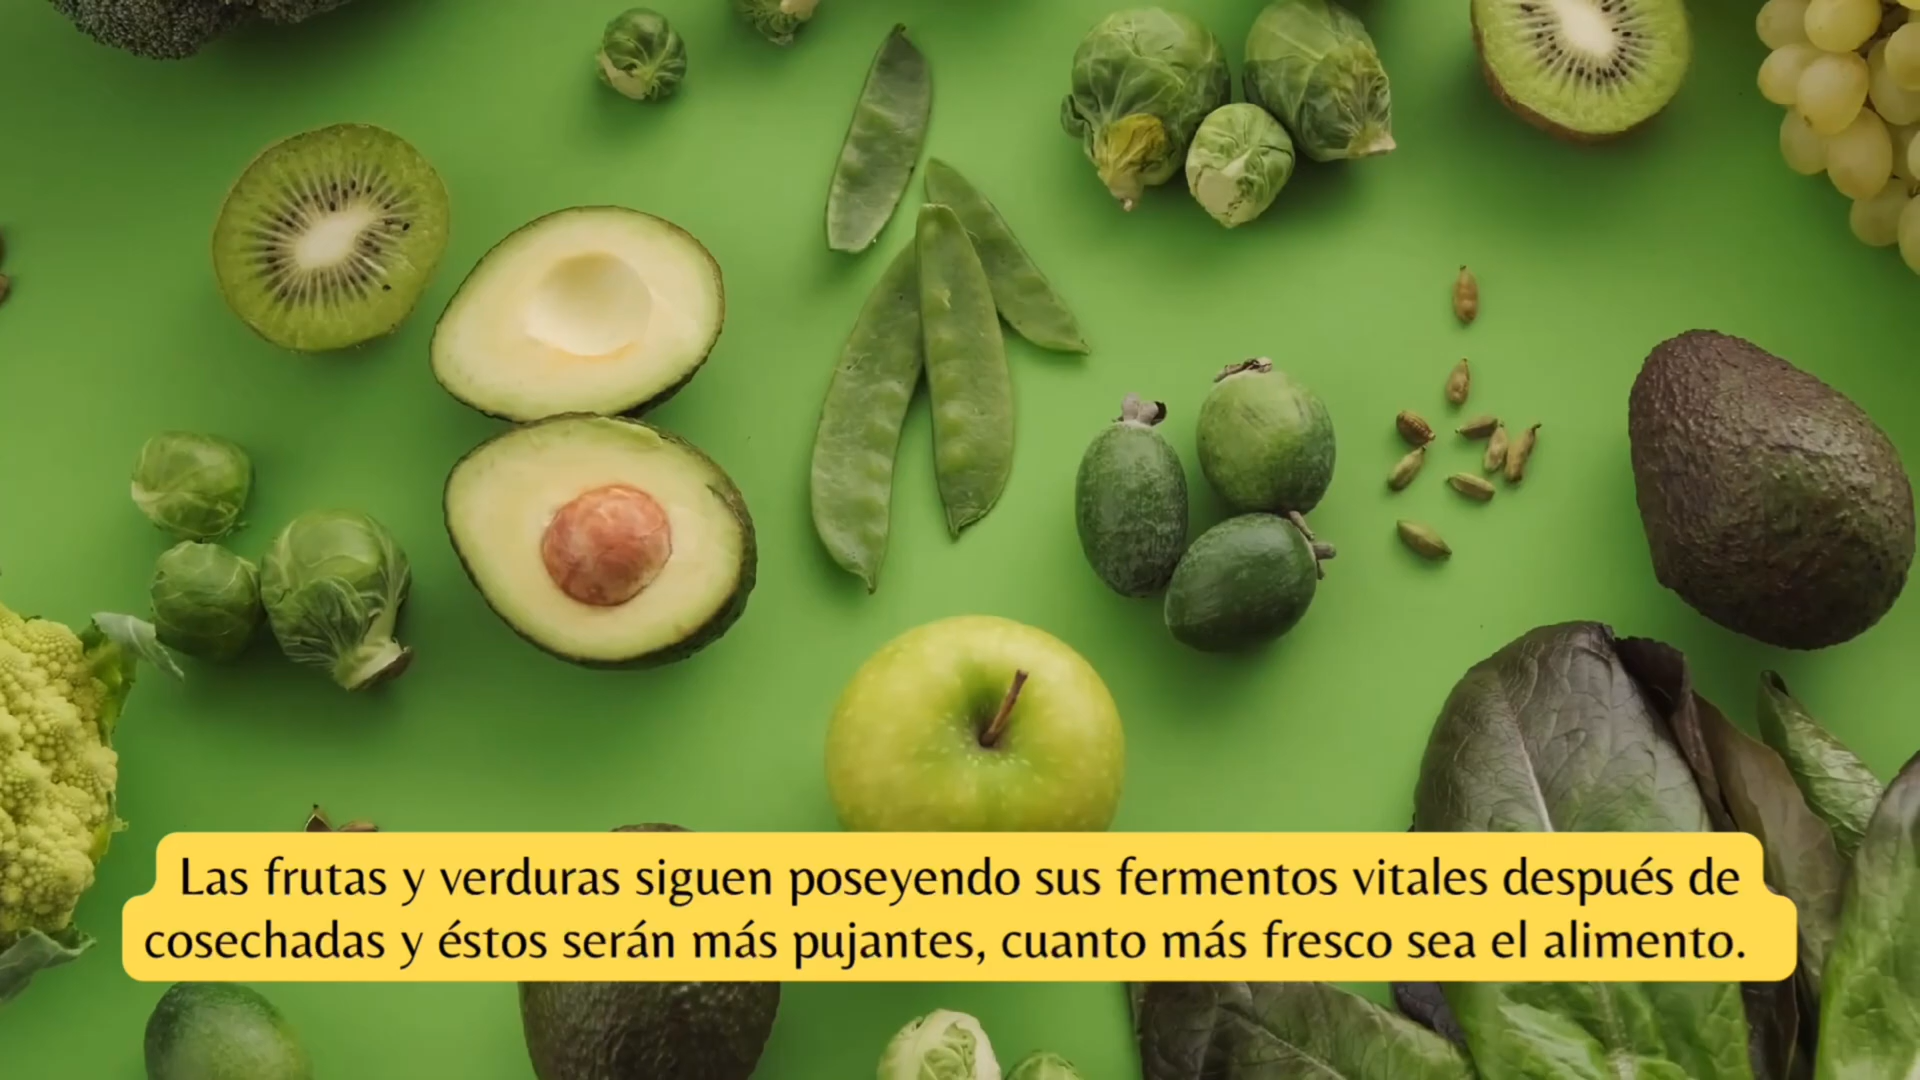 Las frutas y verduras siguen poseyendo sus fermentos vitales después de
cosechadas y éstos serán más pujantes, cuanto más fresco sea el alimento.